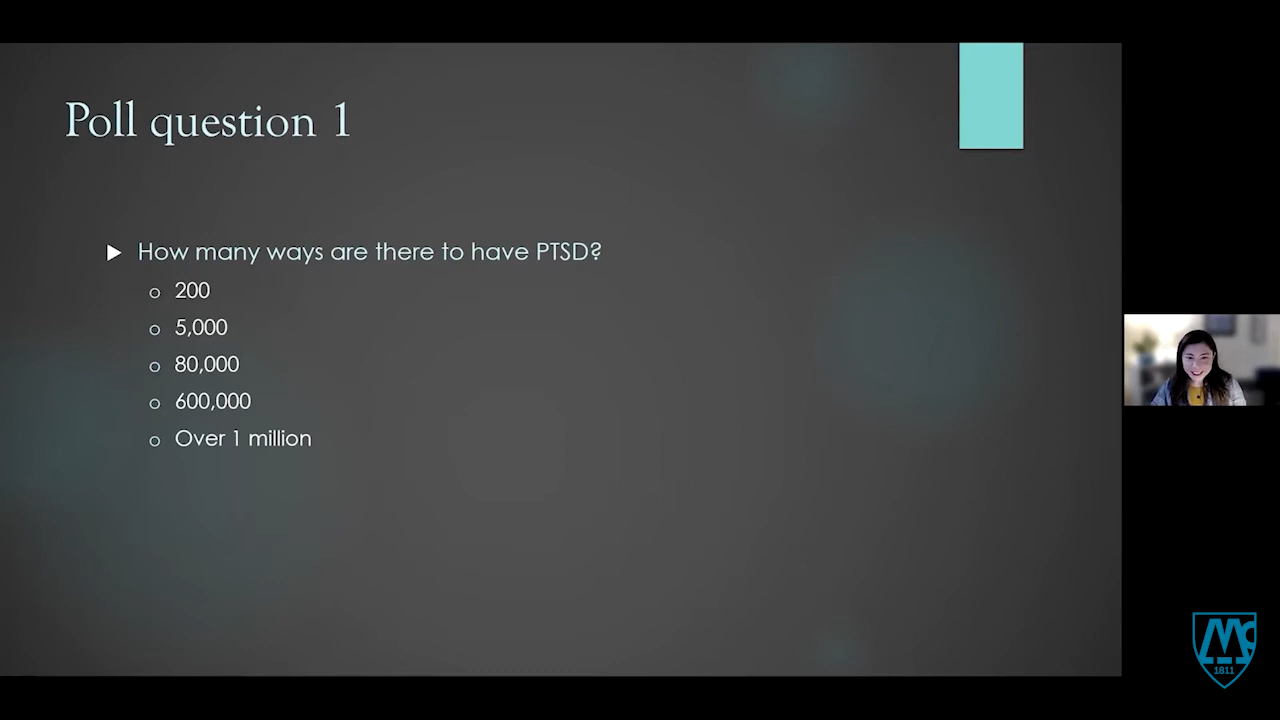 Poll question 1
How many ways are there to have PTSD?
200
5,000
80,000
600,000
Over 1 million
Mc
1811